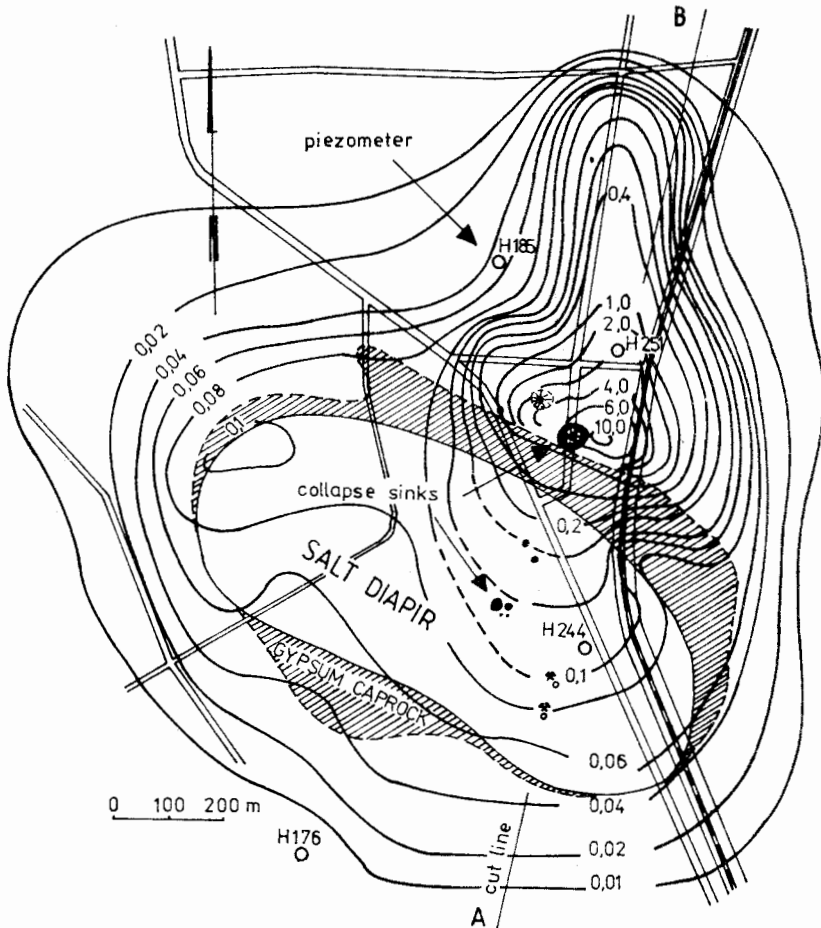 B
piezometer
H185
0,4
1,0
2,0
H251
4,0
6,0
10,0
0,02
0,04
0,06
0,08
0,1
collapse sinks
0,2
SALT DIAPIR
H244
0,1
GYPSUM CAPROCK
0,06
0,04
0,02
0,01
0 100 200 m
H176
cut line
A